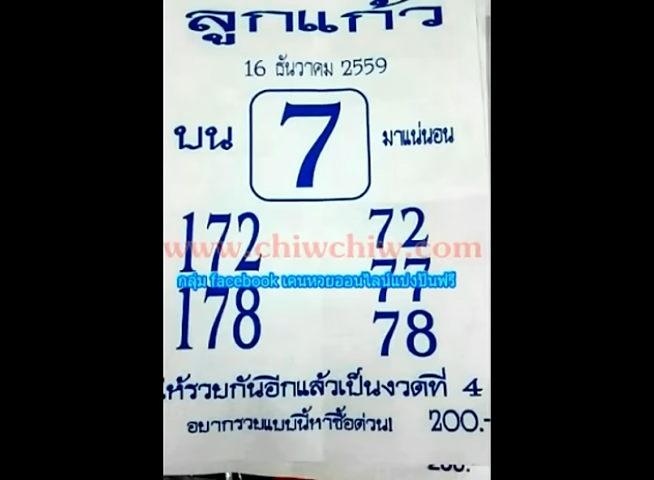 ลูกแก้ว
16 ธันวาคม 2559
บน 7 มาแน่นอน
172 72
www.chiwchiw.com
77
กลุ่ม facebook เลนหวยออนไลน์แบ่งปันฟรี
178 78
ให้รวยกันอีกแล้วเป็นงวดที่ 4
อยากรวยแบบนี้หาซื้อด่วน! 200.-
200.-